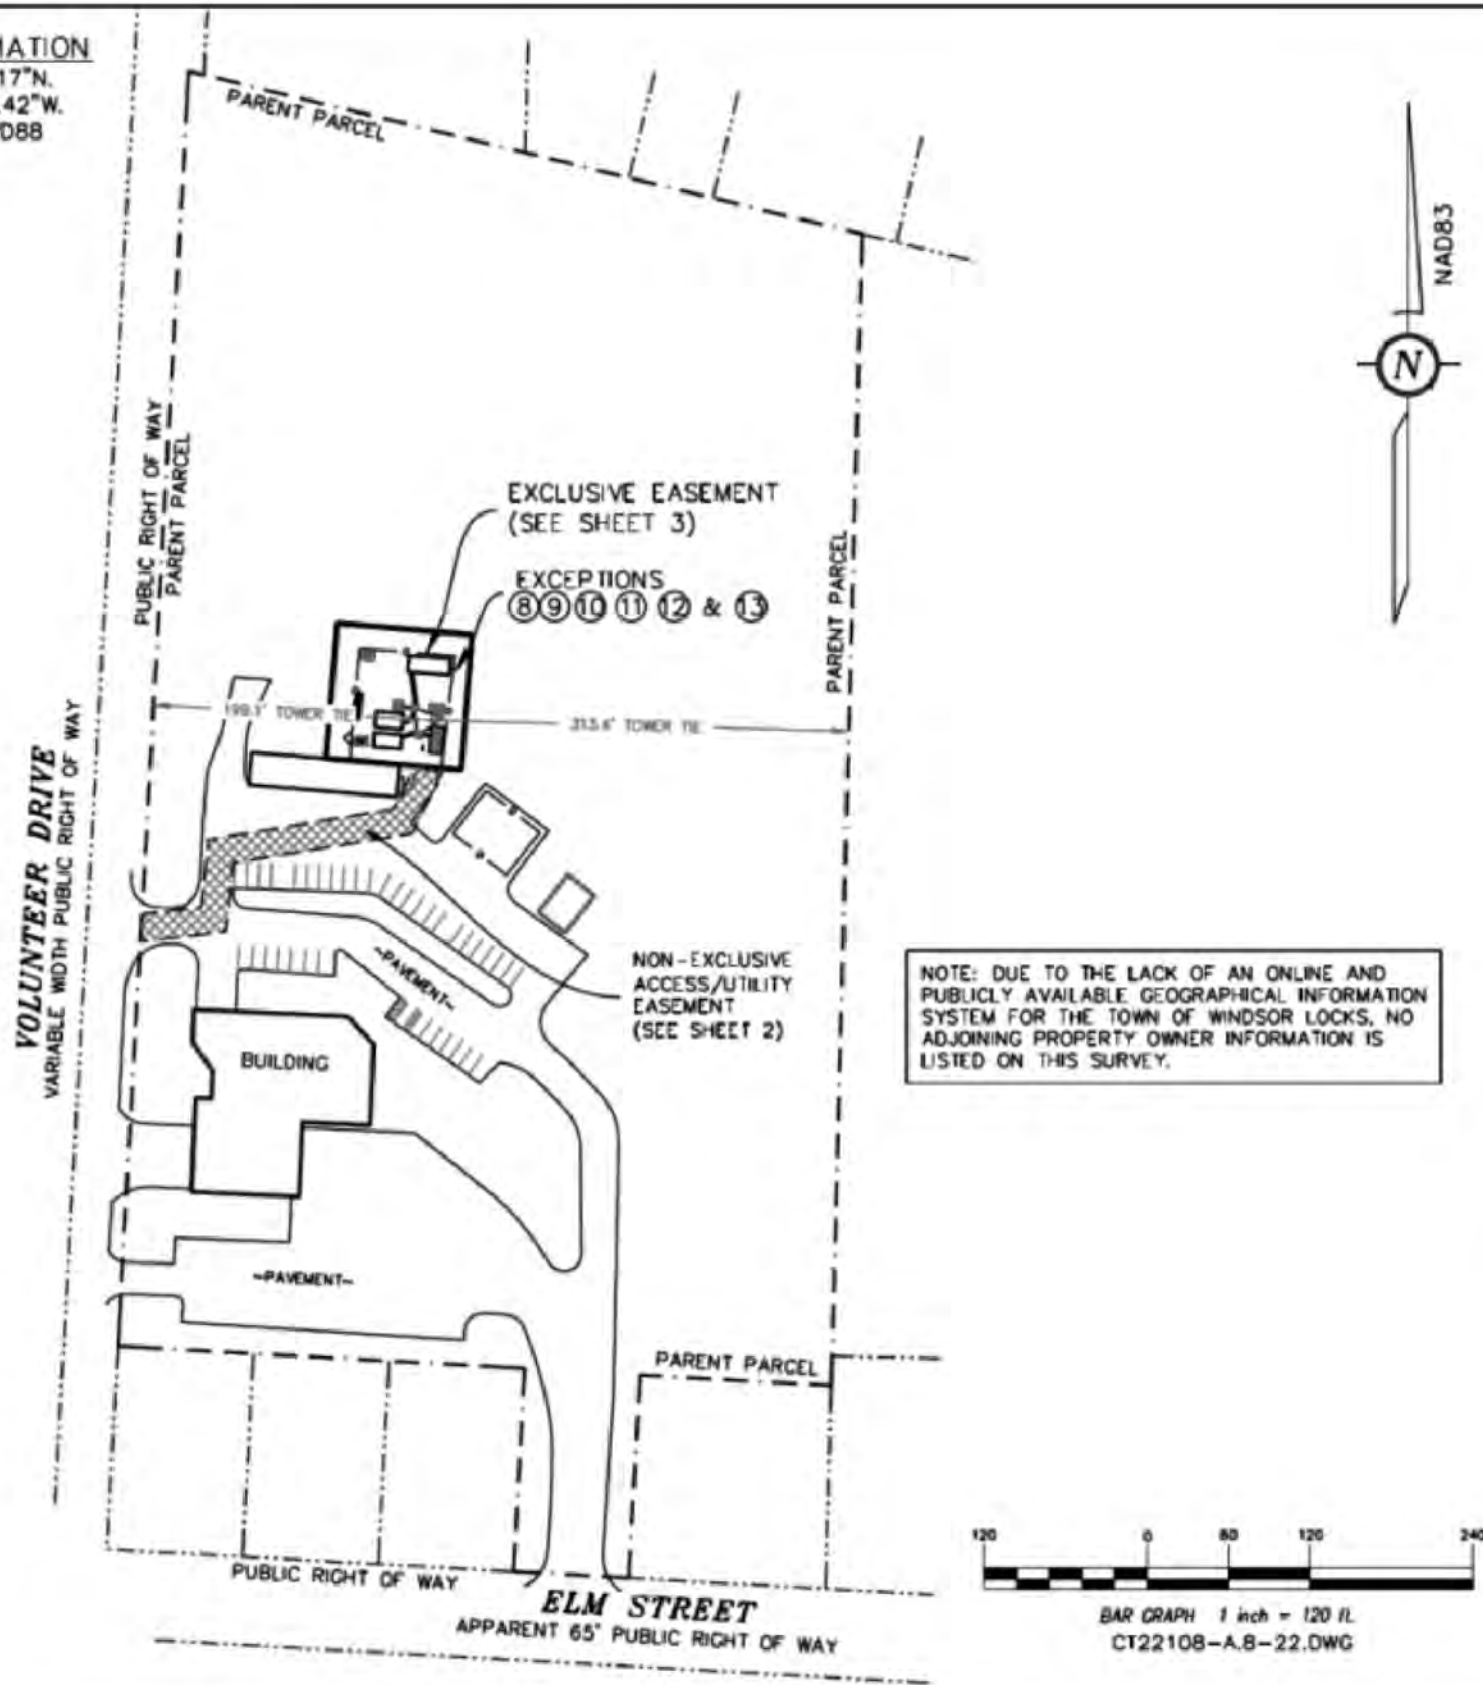 MATION
17"N.
42"W.
D88
PARENT PARCEL
NAD83
N
PUBLIC RIGHT OF WAY
PARENT PARCEL
EXCLUSIVE EASEMENT
(SEE SHEET 3)
EXCEPTIONS
8 9 10 11 12 & 13
PARENT PARCEL
199.1' TOWER TIE
TOWER TIE
VOLUNTEER DRIVE
VARIABLE WIDTH PUBLIC RIGHT OF WAY
~PAVEMENT~
NON-EXCLUSIVE
ACCESS/UTILITY
EASEMENT
(SEE SHEET 2)
NOTE: DUE TO THE LACK OF AN ONLINE AND
PUBLICLY AVAILABLE GEOGRAPHICAL INFORMATION
SYSTEM FOR THE TOWN OF WINDSOR LOCKS, NO
ADJOINING PROPERTY OWNER INFORMATION IS
LISTED ON THIS SURVEY.
BUILDING
~PAVEMENT~
PARENT PARCEL
PUBLIC RIGHT OF WAY
ELM STREET
APPARENT 65' PUBLIC RIGHT OF WAY
120 0 60 120 240
BAR GRAPH 1 inch = 120 ft.
CT22108-A.8-22.DWG